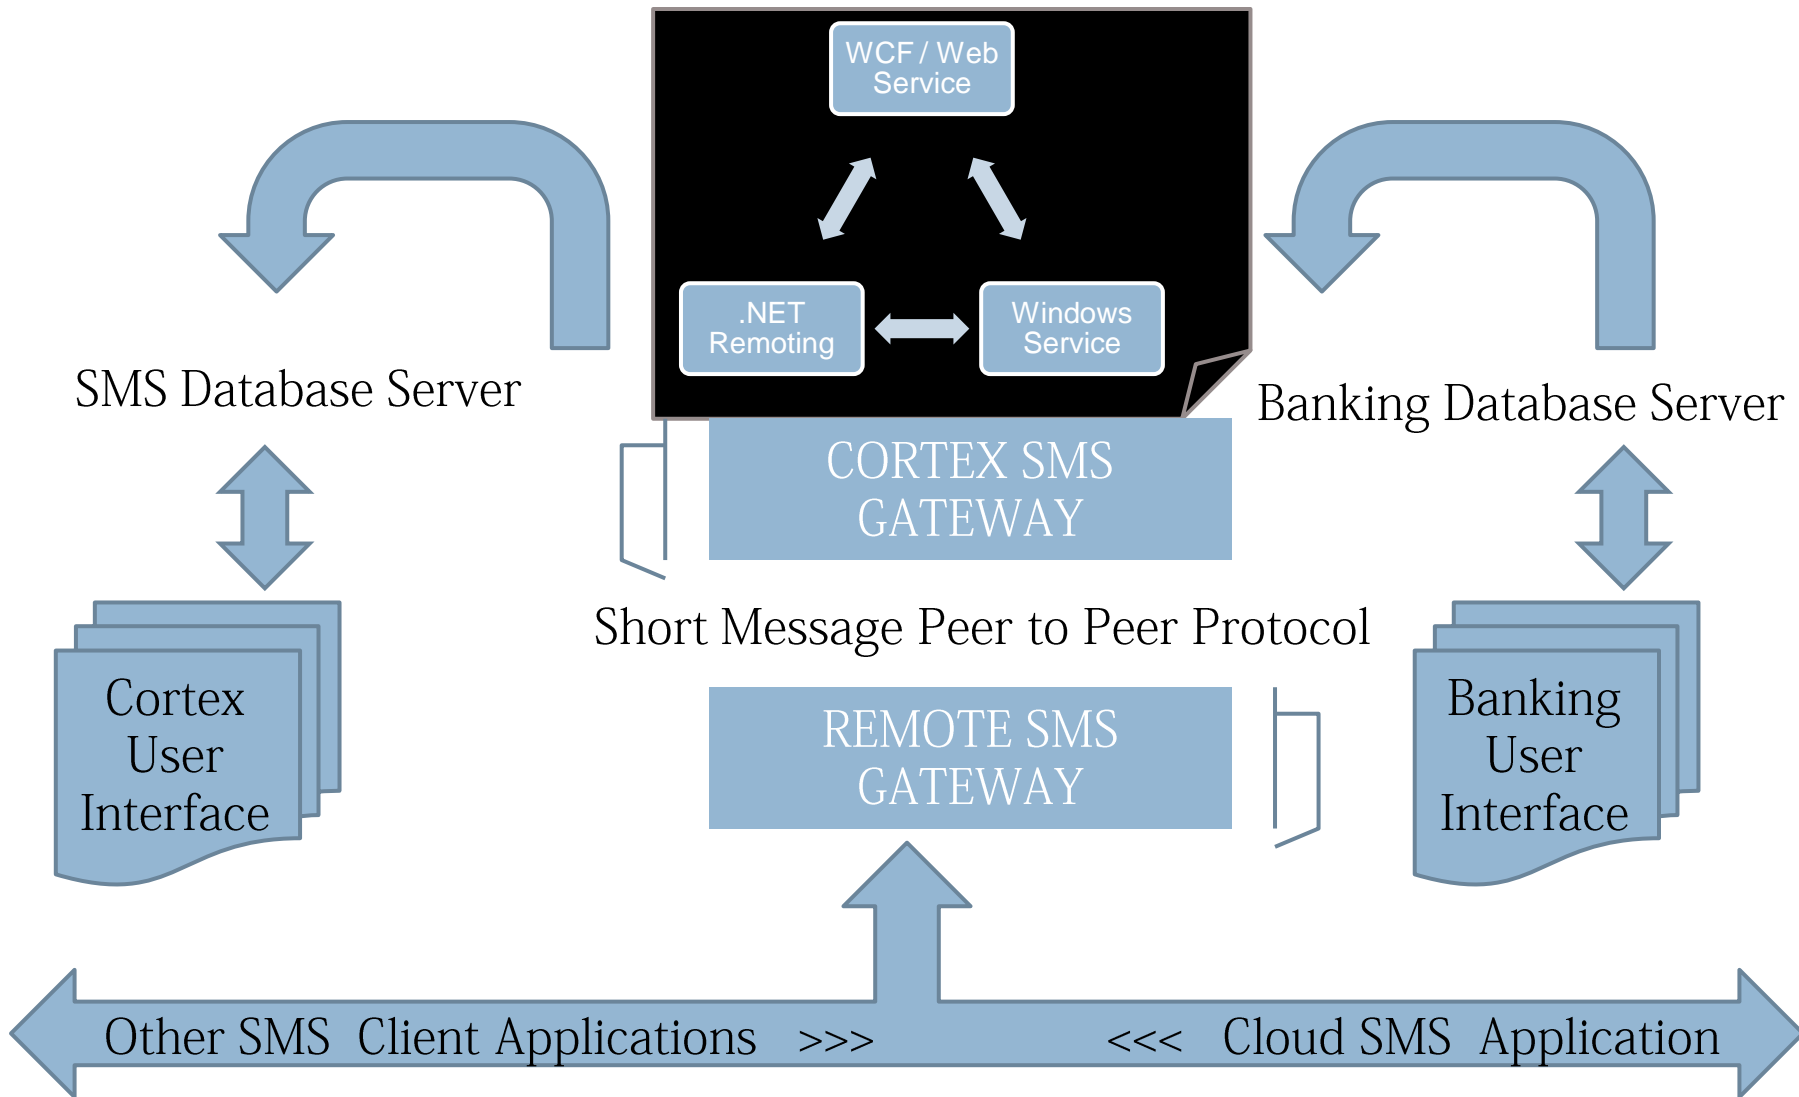 WCF / Web
Service
.NET
Remoting
Windows
Service
SMS Database Server
Banking Database Server
CORTEX SMS
GATEWAY
Short Message Peer to Peer Protocol
Cortex
User
Interface
REMOTE SMS
GATEWAY
Banking
User
Interface
Other SMS Client Applications >>>
<<< Cloud SMS Application